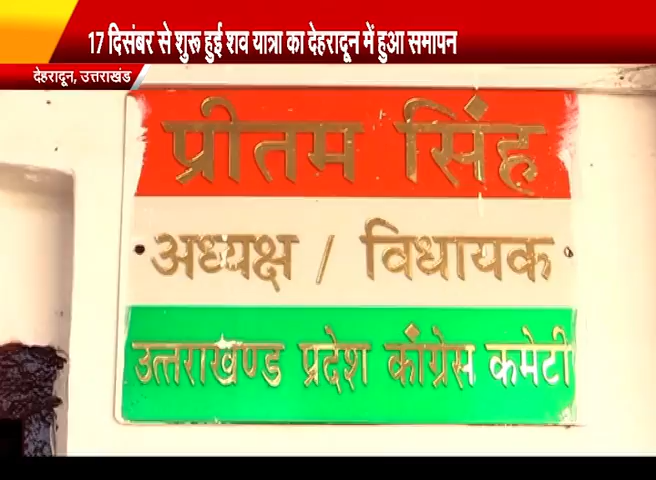 17 दिसंबर से शुरू हुई शव यात्रा का देहरादून में हुआ समापन
देहरादून, उत्तराखंड
प्रीतम सिंह
अध्यक्ष / विधायक
उत्तराखण्ड प्रदेश कांग्रेस कमेटी